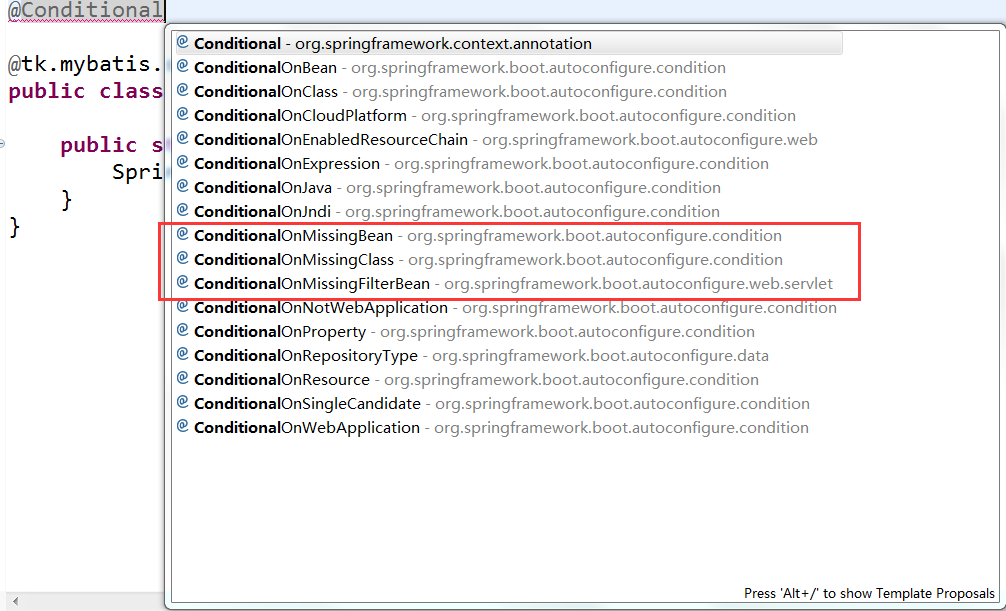 @Conditional
@tk.mybatis.
public class
public s
Spri
}
}
@ Conditional - org.springframework.context.annotation
@ ConditionalOnBean - org.springframework.boot.autoconfigure.condition
@ ConditionalOnClass - org.springframework.boot.autoconfigure.condition
@ ConditionalOnCloudPlatform - org.springframework.boot.autoconfigure.condition
@ ConditionalOnEnabledResourceChain - org.springframework.boot.autoconfigure.web
@ ConditionalOnExpression - org.springframework.boot.autoconfigure.condition
@ ConditionalOnJava - org.springframework.boot.autoconfigure.condition
@ ConditionalOnJndi - org.springframework.boot.autoconfigure.condition
@ ConditionalOnMissingBean - org.springframework.boot.autoconfigure.condition
@ ConditionalOnMissingClass - org.springframework.boot.autoconfigure.condition
@ ConditionalOnMissingFilterBean - org.springframework.boot.autoconfigure.web.servlet
@ ConditionalOnNotWebApplication - org.springframework.boot.autoconfigure.condition
@ ConditionalOnProperty - org.springframework.boot.autoconfigure.condition
@ ConditionalOnRepositoryType - org.springframework.boot.autoconfigure.data
@ ConditionalOnResource - org.springframework.boot.autoconfigure.condition
@ ConditionalOnSingleCandidate - org.springframework.boot.autoconfigure.condition
@ ConditionalOnWebApplication - org.springframework.boot.autoconfigure.condition
Press 'Alt+/' to show Template Proposals